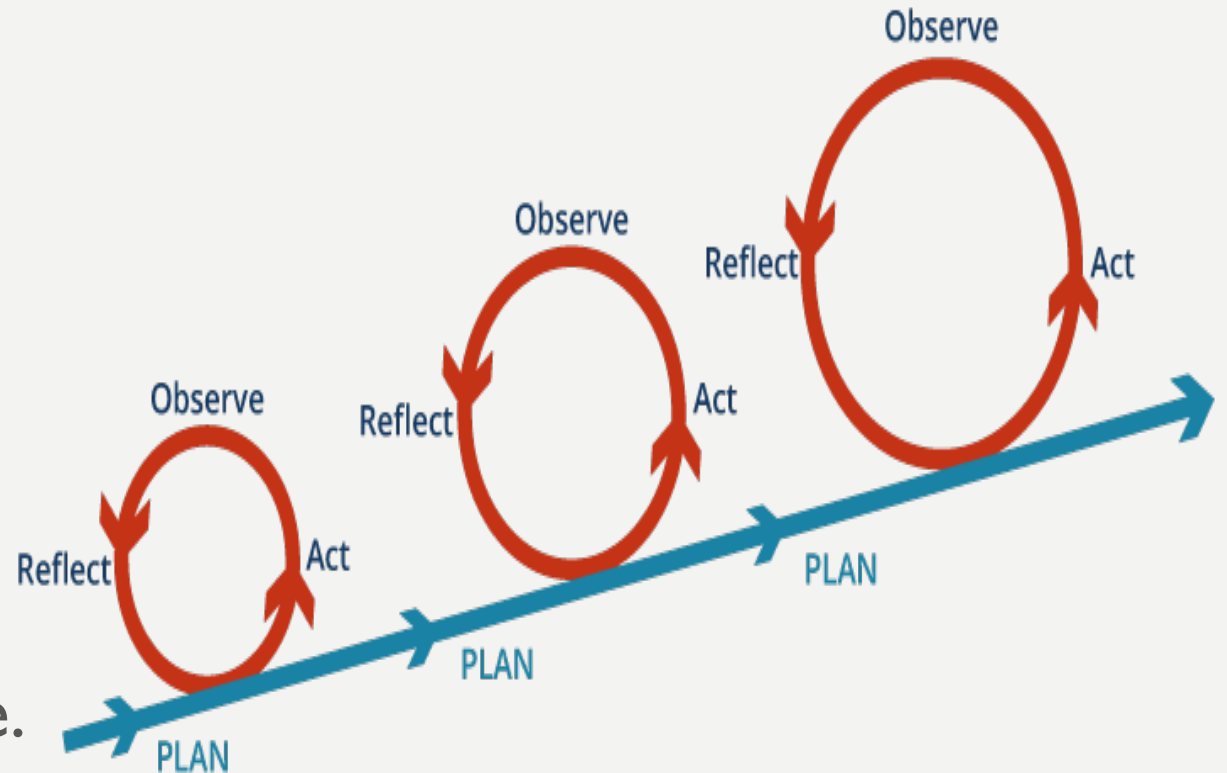 Observe
Observe
Reflect
Act
Observe
Reflect
Act
Reflect
Act
PLAN
PLAN
e.
PLAN